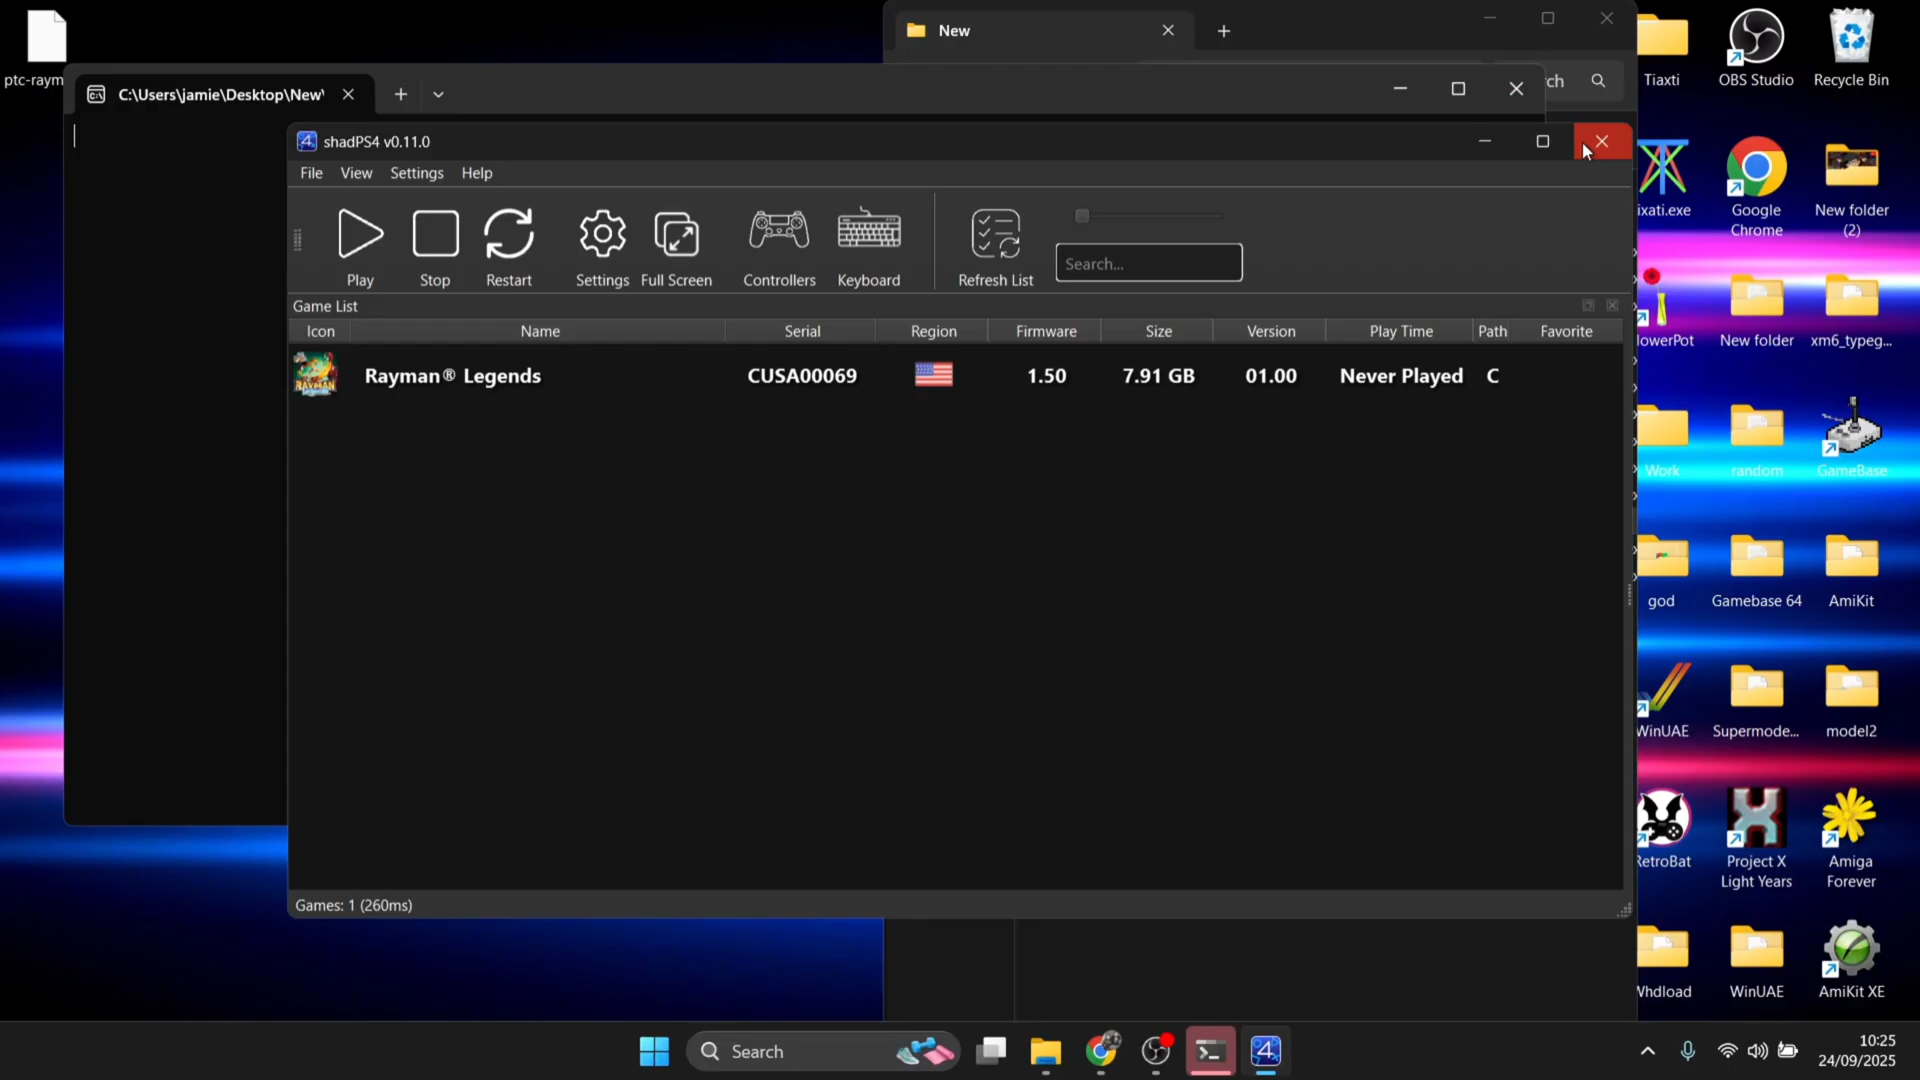 ptc-raym
New
ch
C:\Users\jamie\Desktop\New'
shadPS4 v0.11.0
File View Settings Help
Play Stop Restart Settings Full Screen Controllers Keyboard Refresh List
Search...
Game List
Icon Name Serial Region Firmware Size Version Play Time Path Favorite
RAYMAN
Rayman® Legends CUSA00069 1.50 7.91 GB 01.00 Never Played C
Games: 1 (260ms)
Tiaxti OBS Studio Recycle Bin
ixati.exe Google Chrome New folder (2)
lowerPot New folder xm6_typeg...
Work random GameBase
god Gamebase 64 AmiKit
WinUAE Supermode... model2
RetroBat Project X Light Years Amiga Forever
Whdload WinUAE AmiKit XE
Search
10:25
24/09/2025